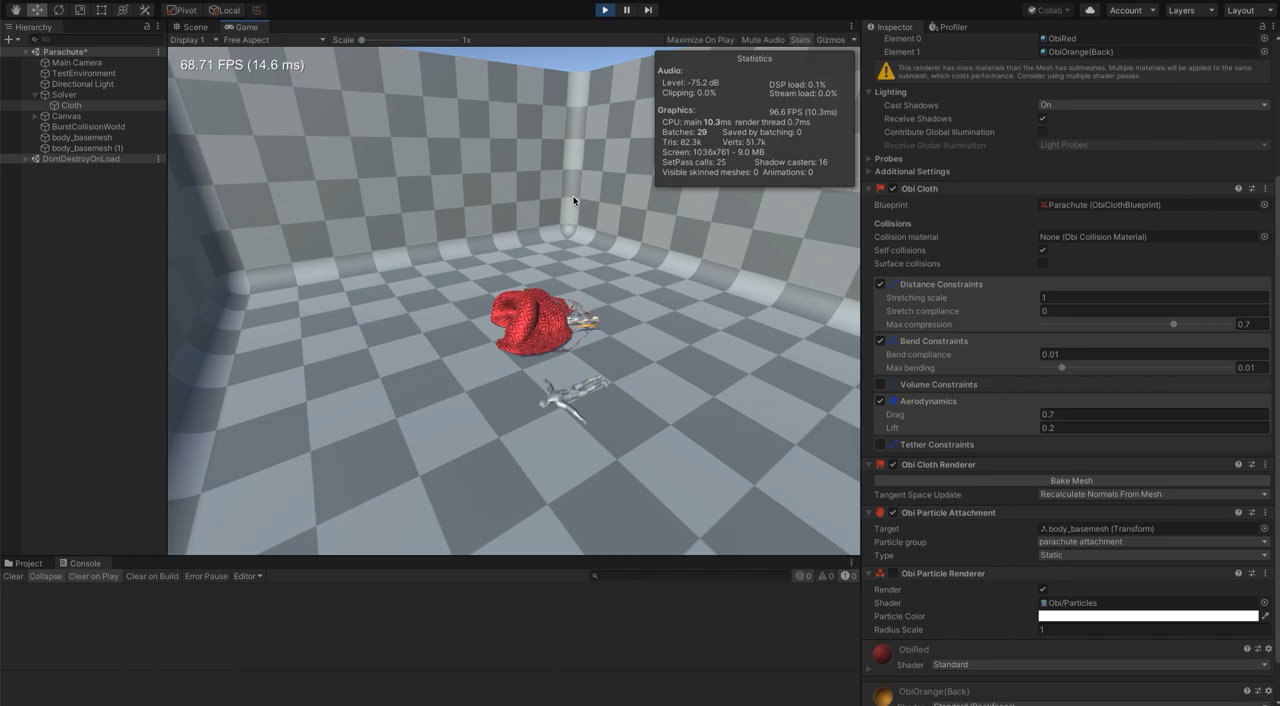 Pivot Local Collab Account Layers Layout
Hierarchy
All
Parachute*
Main Camera
TestEnvironment
Directional Light
Solver
Cloth
Canvas
BurstCollisionWorld
body_basemesh
body_basemesh (1)
DontDestroyOnLoad
Scene Game
Display 1 Free Aspect Scale 1x Maximize On Play Mute Audio Stats Gizmos
68.71 FPS (14.6 ms)
Statistics
Audio:
Level: -75.2 dB DSP load: 0.1%
Clipping: 0.0% Stream load: 0.0%
Graphics: 96.6 FPS (10.3ms)
CPU: main 10.3ms render thread 0.7ms
Batches: 29 Saved by batching: 0
Tris: 82.3k Verts: 51.7k
Screen: 1036x761 - 9.0 MB
SetPass calls: 25 Shadow casters: 16
Visible skinned meshes: 0 Animations: 0
Project Console
Clear Collapse Clear on Play Clear on Build Error Pause Editor 0 0 0
Inspector Profiler
Element 0 ObiRed
Element 1 ObiOrange(Back)
This renderer has more materials than the Mesh has submeshes. Multiple materials will be applied to the same
submesh, which costs performance. Consider using multiple shader passes.
Lighting
Cast Shadows On
Receive Shadows
Contribute Global Illumination
Receive Global Illumination Light Probes
Probes
Additional Settings
Obi Cloth
Blueprint Parachute (ObiClothBlueprint)
Collisions
Collision material None (Obi Collision Material)
Self collisions
Surface collisions
Distance Constraints
Stretching scale 1
Stretch compliance 0
Max compression 0.7
Bend Constraints
Bend compliance 0.01
Max bending 0.01
Volume Constraints
Aerodynamics
Drag 0.7
Lift 0.2
Tether Constraints
Obi Cloth Renderer
Bake Mesh
Tangent Space Update Recalculate Normals From Mesh
Obi Particle Attachment
Target body_basemesh (Transform)
Particle group parachute attachment
Type Static
Obi Particle Renderer
Render
Shader Obi/Particles
Particle Color
Radius Scale 1
ObiRed
Shader Standard
ObiOrange(Back)